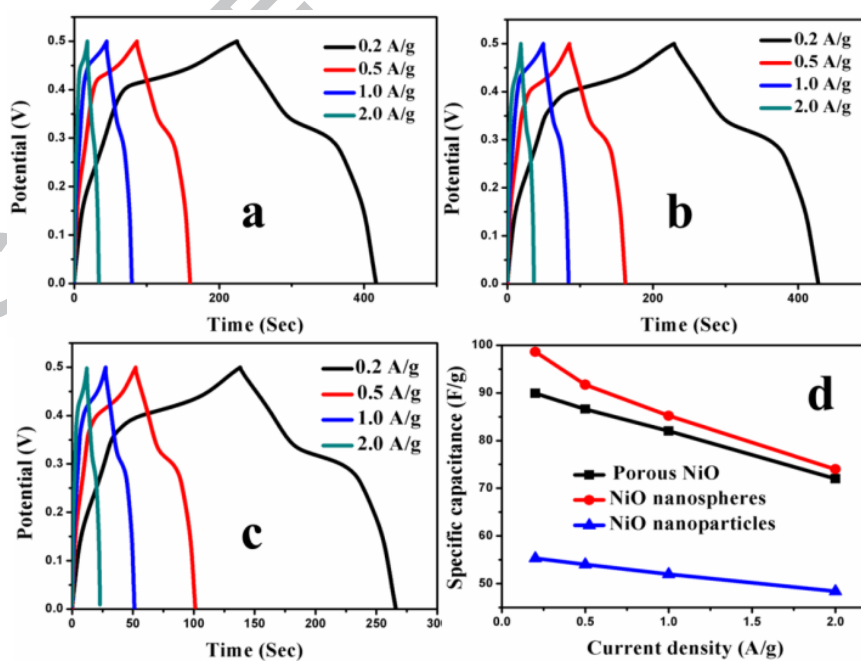 0.5
0.4
0.3
0.2
0.1
0.0
Potential (V)
0.2 A/g
0.5 A/g
1.0 A/g
2.0 A/g
a
0
200
400
Time (Sec)
0.5
0.4
0.3
0.2
0.1
0.0
Potential (V)
0.2 A/g
0.5 A/g
1.0 A/g
2.0 A/g
b
0
200
400
Time (Sec)
0.5
0.4
0.3
0.2
0.1
0.0
Potential (V)
0.2 A/g
0.5 A/g
1.0 A/g
2.0 A/g
c
0
50
100
150
200
250
Time (Sec)
100
90
80
70
60
50
Specific capacitance (F/g)
d
Porous NiO
NiO nanospheres
NiO nanoparticles
0.0
0.5
1.0
1.5
2.0
Current density (A/g)